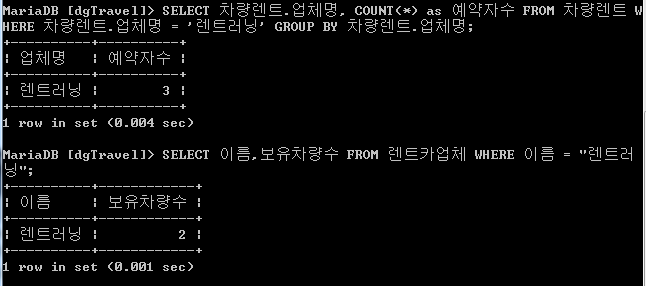 MariaDB [dgTravel]> SELECT 차량렌트.업체명, COUNT(*) as 예약자수 FROM 차량렌트 W
HERE 차량렌트.업체명 = '렌트러닝' GROUP BY 차량렌트.업체명;
+----------+----------+
| 업체명   | 예약자수 |
+----------+----------+
| 렌트러닝 |        3 |
+----------+----------+
1 row in set (0.004 sec)
MariaDB [dgTravel]> SELECT 이름,보유차량수 FROM 렌트카업체 WHERE 이름 = "렌트러
닝";
+----------+------------+
| 이름     | 보유차량수 |
+----------+------------+
| 렌트러닝 |          2 |
+----------+------------+
1 row in set (0.001 sec)